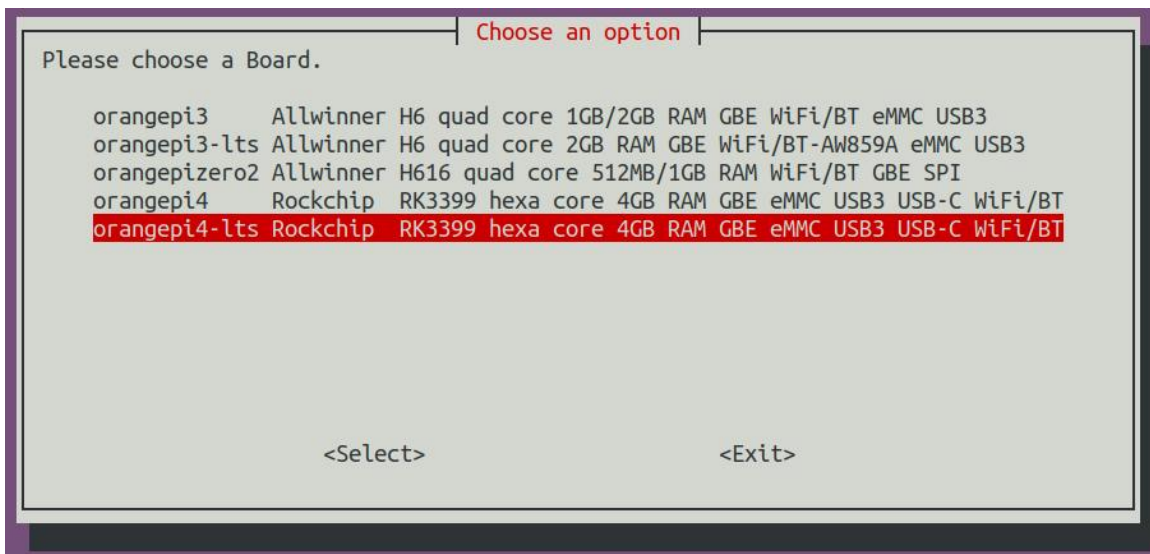 Choose an option
Please choose a Board.
orangepi3 Allwinner H6 quad core 1GB/2GB RAM GBE WiFi/BT eMMC USB3
orangepi3-lts Allwinner H6 quad core 2GB RAM GBE WiFi/BT-AW859A eMMC USB3
orangepizero2 Allwinner H616 quad core 512MB/1GB RAM WiFi/BT GBE SPI
orangepi4 Rockchip RK3399 hexa core 4GB RAM GBE eMMC USB3 USB-C WiFi/BT
orangepi4-lts Rockchip RK3399 hexa core 4GB RAM GBE eMMC USB3 USB-C WiFi/BT
<Select> <Exit>